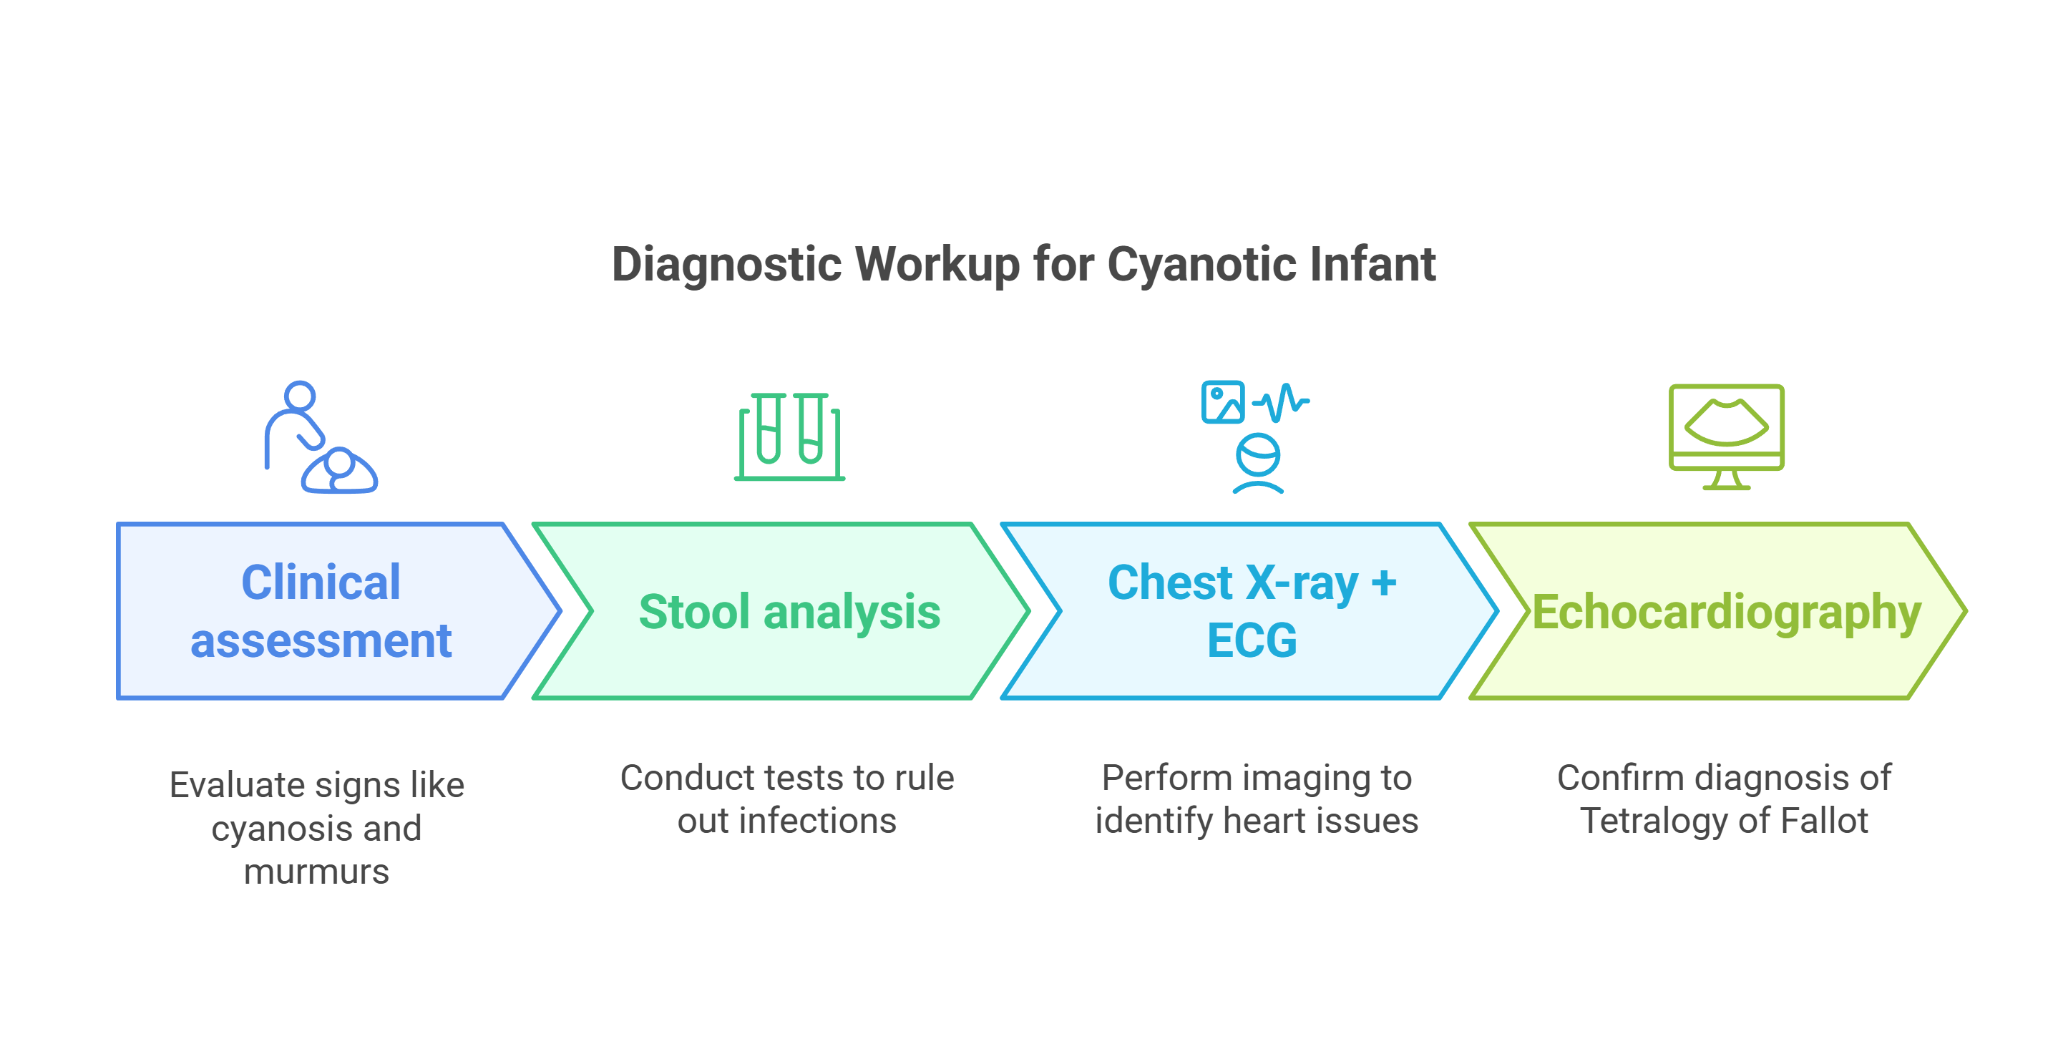 Diagnostic Workup for Cyanotic Infant
Clinical
assessment
Stool analysis
Chest X-ray +
ECG
Echocardiography
Evaluate signs like
cyanosis and
murmurs
Conduct tests to rule
out infections
Perform imaging to
identify heart issues
Confirm diagnosis of
Tetralogy of Fallot